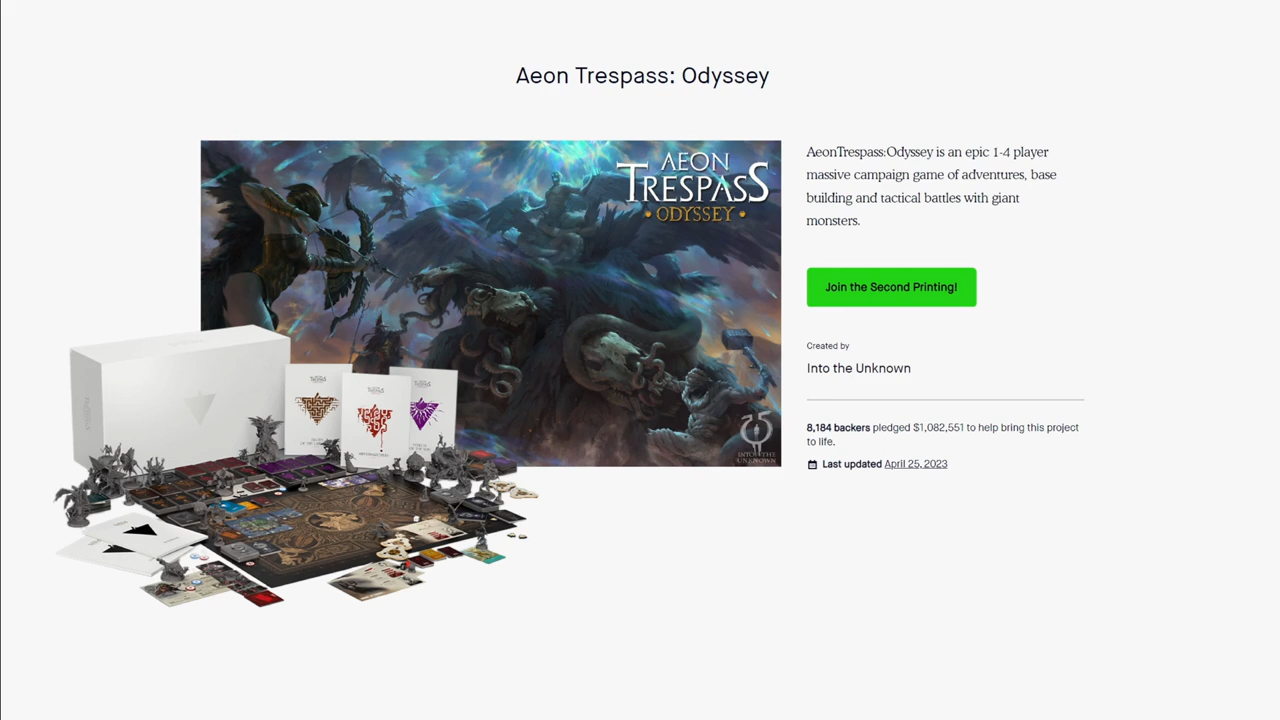 Aeon Trespass: Odyssey
AEON
TRESPASS
• ODYSSEY •
INTO THE
UNKNOWN
AeonTrespass:Odyssey is an epic 1-4 player
massive campaign game of adventures, base
building and tactical battles with giant
monsters.
Join the Second Printing!
Created by
Into the Unknown
8,184 backers pledged $1,082,551 to help bring this project
to life.
Last updated April 25, 2023